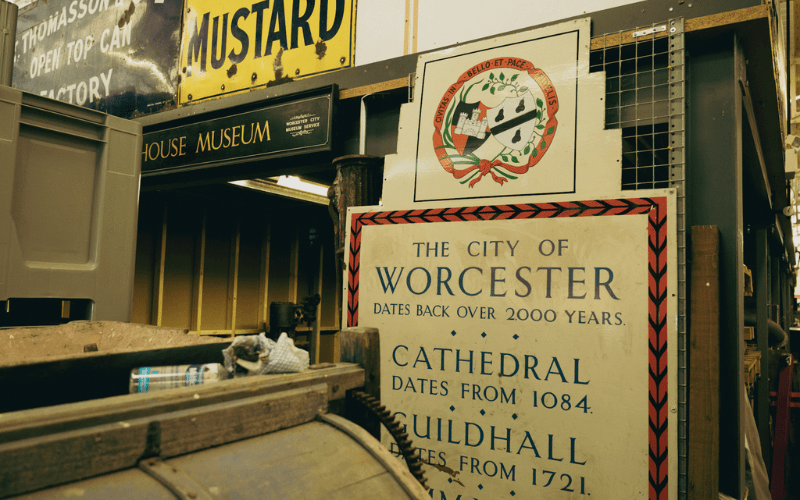 THOMASSON
OPEN TOP CAN
FACTORY
MUSTARD
HOUSE MUSEUM
WORCESTER CITY
MUSEUM SERVICE
CIVITAS IN BELLO ET PACE FIDELIS
THE CITY OF
WORCESTER
DATES BACK OVER 2000 YEARS.
CATHEDRAL
DATES FROM 1084.
GUILDHALL
DATES FROM 1721.